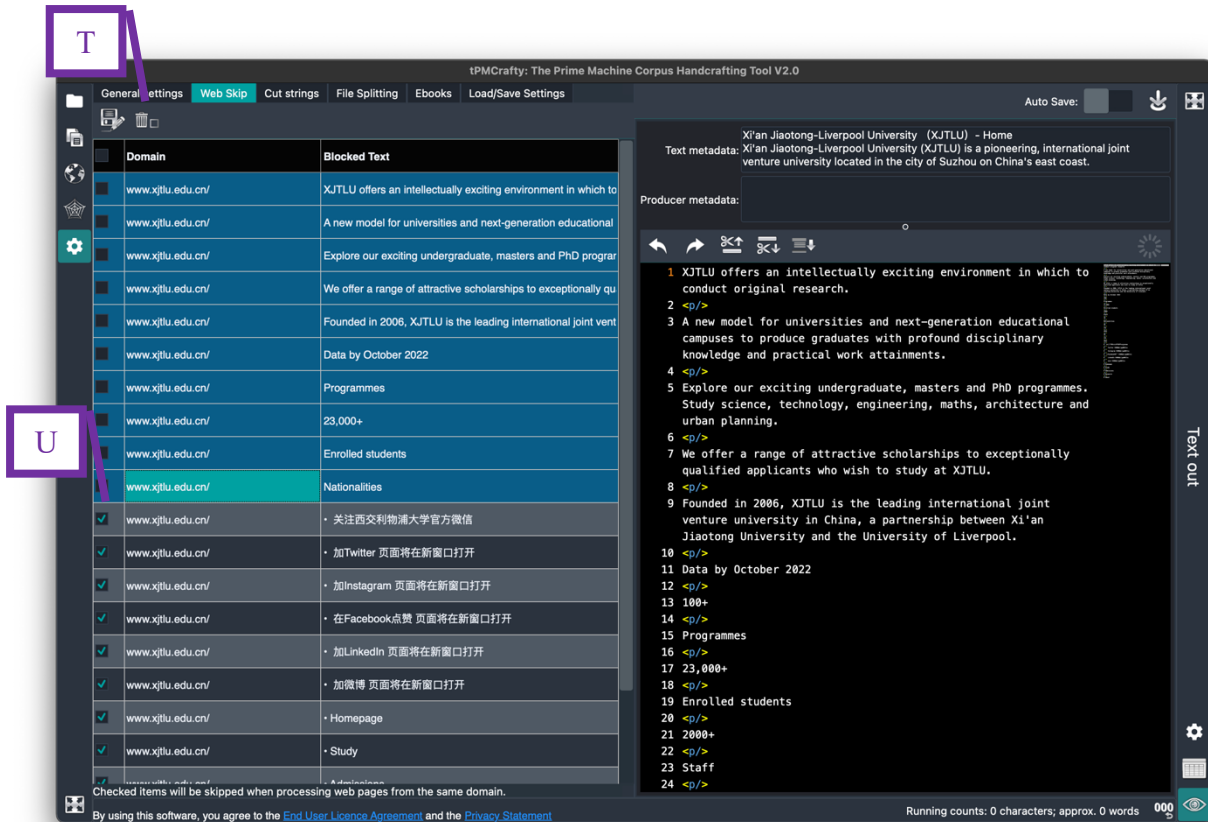 T
tPMCrafty: The Prime Machine Corpus Handcrafting Tool V2.0
General Settings Web Skip Cut strings File Splitting Ebooks Load/Save Settings
Auto Save:
Domain Blocked Text
www.xjtlu.edu.cn/ XJTLU offers an intellectually exciting environment in which to
www.xjtlu.edu.cn/ A new model for universities and next-generation educational
www.xjtlu.edu.cn/ Explore our exciting undergraduate, masters and PhD progra
www.xjtlu.edu.cn/ We offer a range of attractive scholarships to exceptionally qu
www.xjtlu.edu.cn/ Founded in 2006, XJTLU is the leading international joint vent
www.xjtlu.edu.cn/ Data by October 2022
www.xjtlu.edu.cn/ Programmes
www.xjtlu.edu.cn/ 23,000+
www.xjtlu.edu.cn/ Enrolled students
www.xjtlu.edu.cn/ Nationalities
www.xjtlu.edu.cn/ • 关注西交利物浦大学官方微信
www.xjtlu.edu.cn/ • 加Twitter 页面将在新窗口打开
www.xjtlu.edu.cn/ • 加Instagram 页面将在新窗口打开
www.xjtlu.edu.cn/ • 在Facebook点赞 页面将在新窗口打开
www.xjtlu.edu.cn/ • 加LinkedIn 页面将在新窗口打开
www.xjtlu.edu.cn/ • 加微博 页面将在新窗口打开
www.xjtlu.edu.cn/ • Homepage
www.xjtlu.edu.cn/ • Study
U
Checked items will be skipped when processing web pages from the same domain.
By using this software, you agree to the End User Licence Agreement and the Privacy Statement
Text metadata: Xi'an Jiaotong-Liverpool University （XJTLU） - Home
Xi'an Jiaotong-Liverpool University (XJTLU) is a pioneering, international joint
venture university located in the city of Suzhou on China's east coast.
Producer metadata:
1 XJTLU offers an intellectually exciting environment in which to
conduct original research.
2 <p/>
3 A new model for universities and next-generation educational
campuses to produce graduates with profound disciplinary
knowledge and practical work attainments.
4 <p/>
5 Explore our exciting undergraduate, masters and PhD programmes.
Study science, technology, engineering, maths, architecture and
urban planning.
6 <p/>
7 We offer a range of attractive scholarships to exceptionally
qualified applicants who wish to study at XJTLU.
8 <p/>
9 Founded in 2006, XJTLU is the leading international joint
venture university in China, a partnership between Xi'an
Jiaotong University and the University of Liverpool.
10 <p/>
11 Data by October 2022
12 <p/>
13 100+
14 <p/>
15 Programmes
16 <p/>
17 23,000+
18 <p/>
19 Enrolled students
20 <p/>
21 2000+
22 <p/>
23 Staff
24 <p/>
Text out
Running counts: 0 characters; approx. 0 words
000